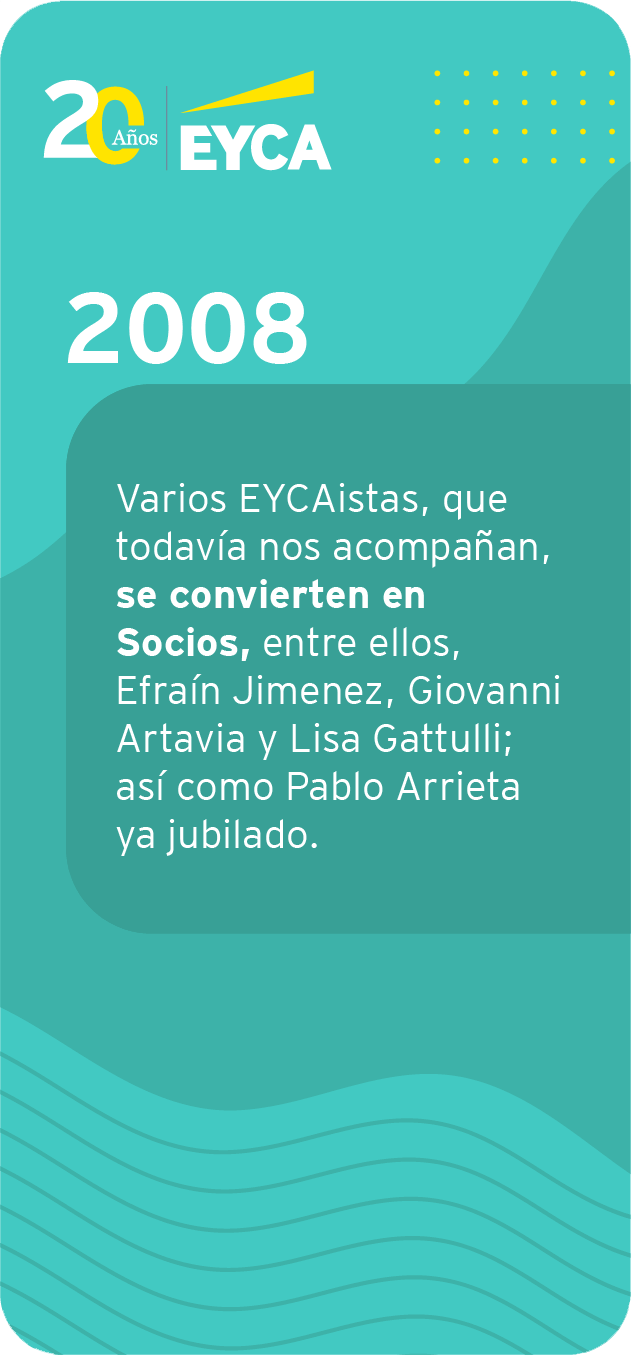 20 Años
EYCA
2008
Varios EYCAistas, que
todavía nos acompañan,
se convierten en
Socios, entre ellos,
Efraín Jimenez, Giovanni
Artavia y Lisa Gattulli;
así como Pablo Arrieta
ya jubilado.